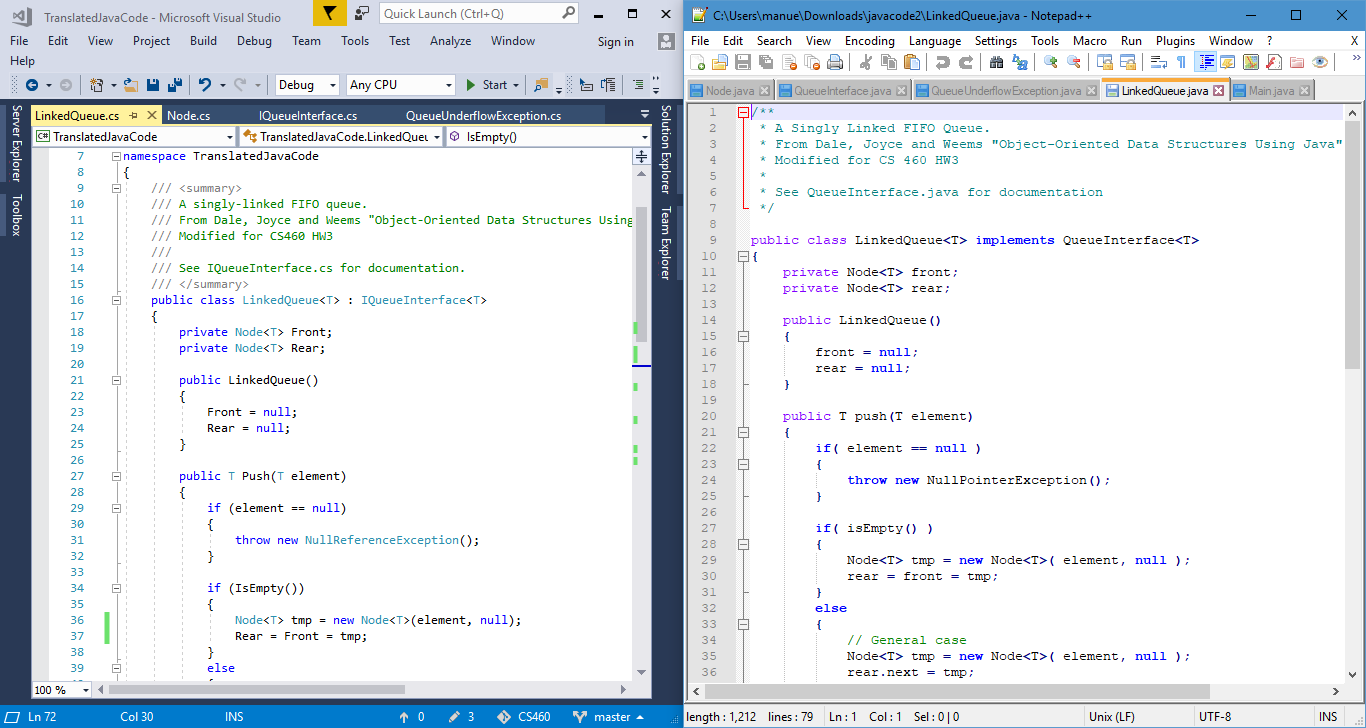 TranslatedJavaCode - Microsoft Visual Studio
Quick Launch (Ctrl+Q)
File Edit View Project Build Debug Team Tools Test Analyze Window Sign in
Help
Debug Any CPU Start
LinkedQueue.cs Node.cs IQueueInterface.cs QueueUnderflowException.cs
C# TranslatedJavaCode TranslatedJavaCode.LinkedQueu IsEmpty()
Server Explorer
Toolbox
7 namespace TranslatedJavaCode
8 {
9 /// <summary>
10 /// A singly-linked FIFO queue.
11 /// From Dale, Joyce and Weems "Object-Oriented Data Structures Using
12 /// Modified for CS460 HW3
13 ///
14 /// See IQueueInterface.cs for documentation.
15 /// </summary>
16 public class LinkedQueue<T> : IQueueInterface<T>
17 {
18 private Node<T> Front;
19 private Node<T> Rear;
20
21 public LinkedQueue()
22 {
23 Front = null;
24 Rear = null;
25 }
26
27 public T Push(T element)
28 {
29 if (element == null)
30 {
31 throw new NullReferenceException();
32 }
33
34 if (IsEmpty())
35 {
36 Node<T> tmp = new Node<T>(element, null);
37 Rear = Front = tmp;
38 }
39 else
100 %
Solution Explorer
Team Explorer
Ln 72 Col 30 INS 0 3 CS460 master
C:\Users\manue\Downloads\javacode2\LinkedQueue.java - Notepad++
File Edit Search View Encoding Language Settings Tools Macro Run Plugins Window ? X
Node.java QueueInterface.java QueueUnderflowException.java LinkedQueue.java Main.java
1 /**
2 * A Singly Linked FIFO Queue.
3 * From Dale, Joyce and Weems "Object-Oriented Data Structures Using Java"
4 * Modified for CS 460 HW3
5 *
6 * See QueueInterface.java for documentation
7 */
8
9 public class LinkedQueue<T> implements QueueInterface<T>
10 {
11 private Node<T> front;
12 private Node<T> rear;
13
14 public LinkedQueue()
15 {
16 front = null;
17 rear = null;
18 }
19
20 public T push(T element)
21 {
22 if( element == null )
23 {
24 throw new NullPointerException();
25 }
26
27 if( isEmpty() )
28 {
29 Node<T> tmp = new Node<T>( element, null );
30 rear = front = tmp;
31 }
32 else
33 {
34 // General case
35 Node<T> tmp = new Node<T>( element, null );
36 rear.next = tmp;
length : 1,212 lines : 79 Ln : 1 Col : 1 Sel : 0 | 0 Unix (LF) UTF-8 INS